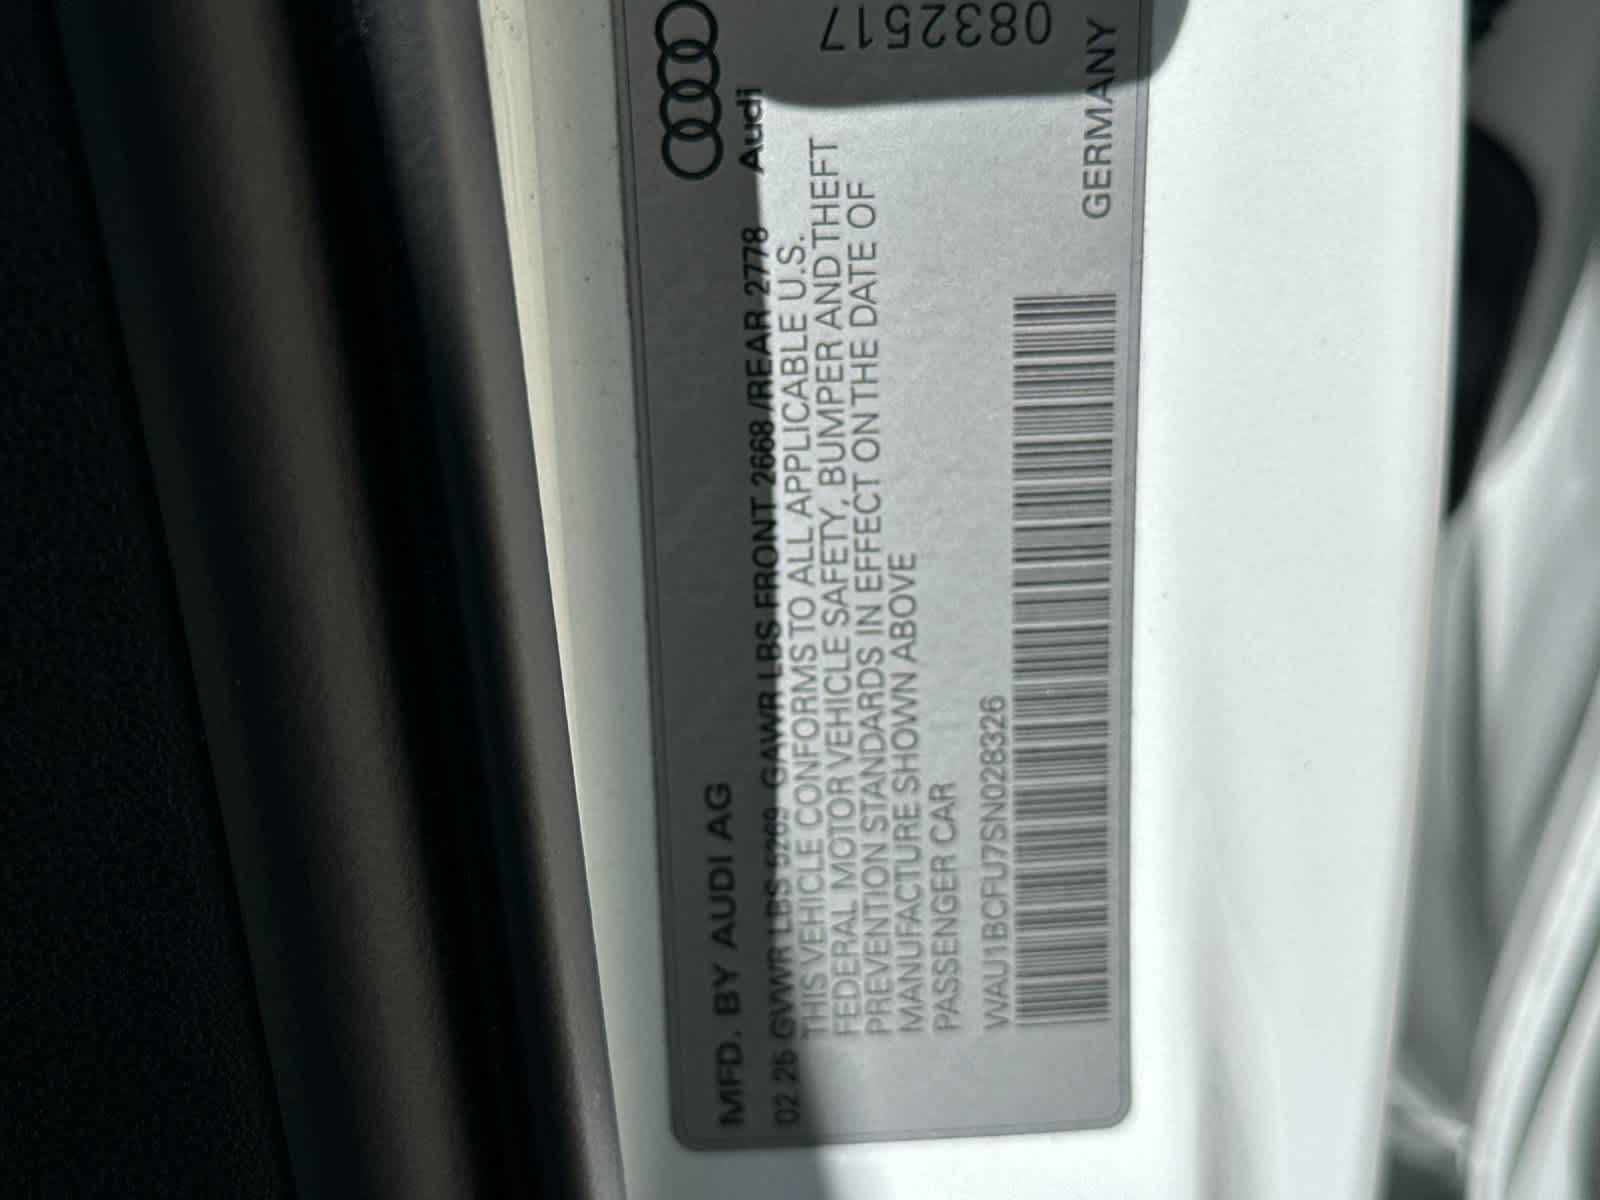 MFD. BY AUDI AG
02.25 GVWR LBS 5269 GAWR LBS FRONT 2668/REAR 2778 Audi
THIS VEHICLE CONFORMS TO ALL APPLICABLE U.S.
FEDERAL MOTOR VEHICLE SAFETY, BUMPER AND THEFT
PREVENTION STANDARDS IN EFFECT ON THE DATE OF
MANUFACTURE SHOWN ABOVE
PASSENGER CAR
WAU1BCFU7SN028326
GERMANY
0832517